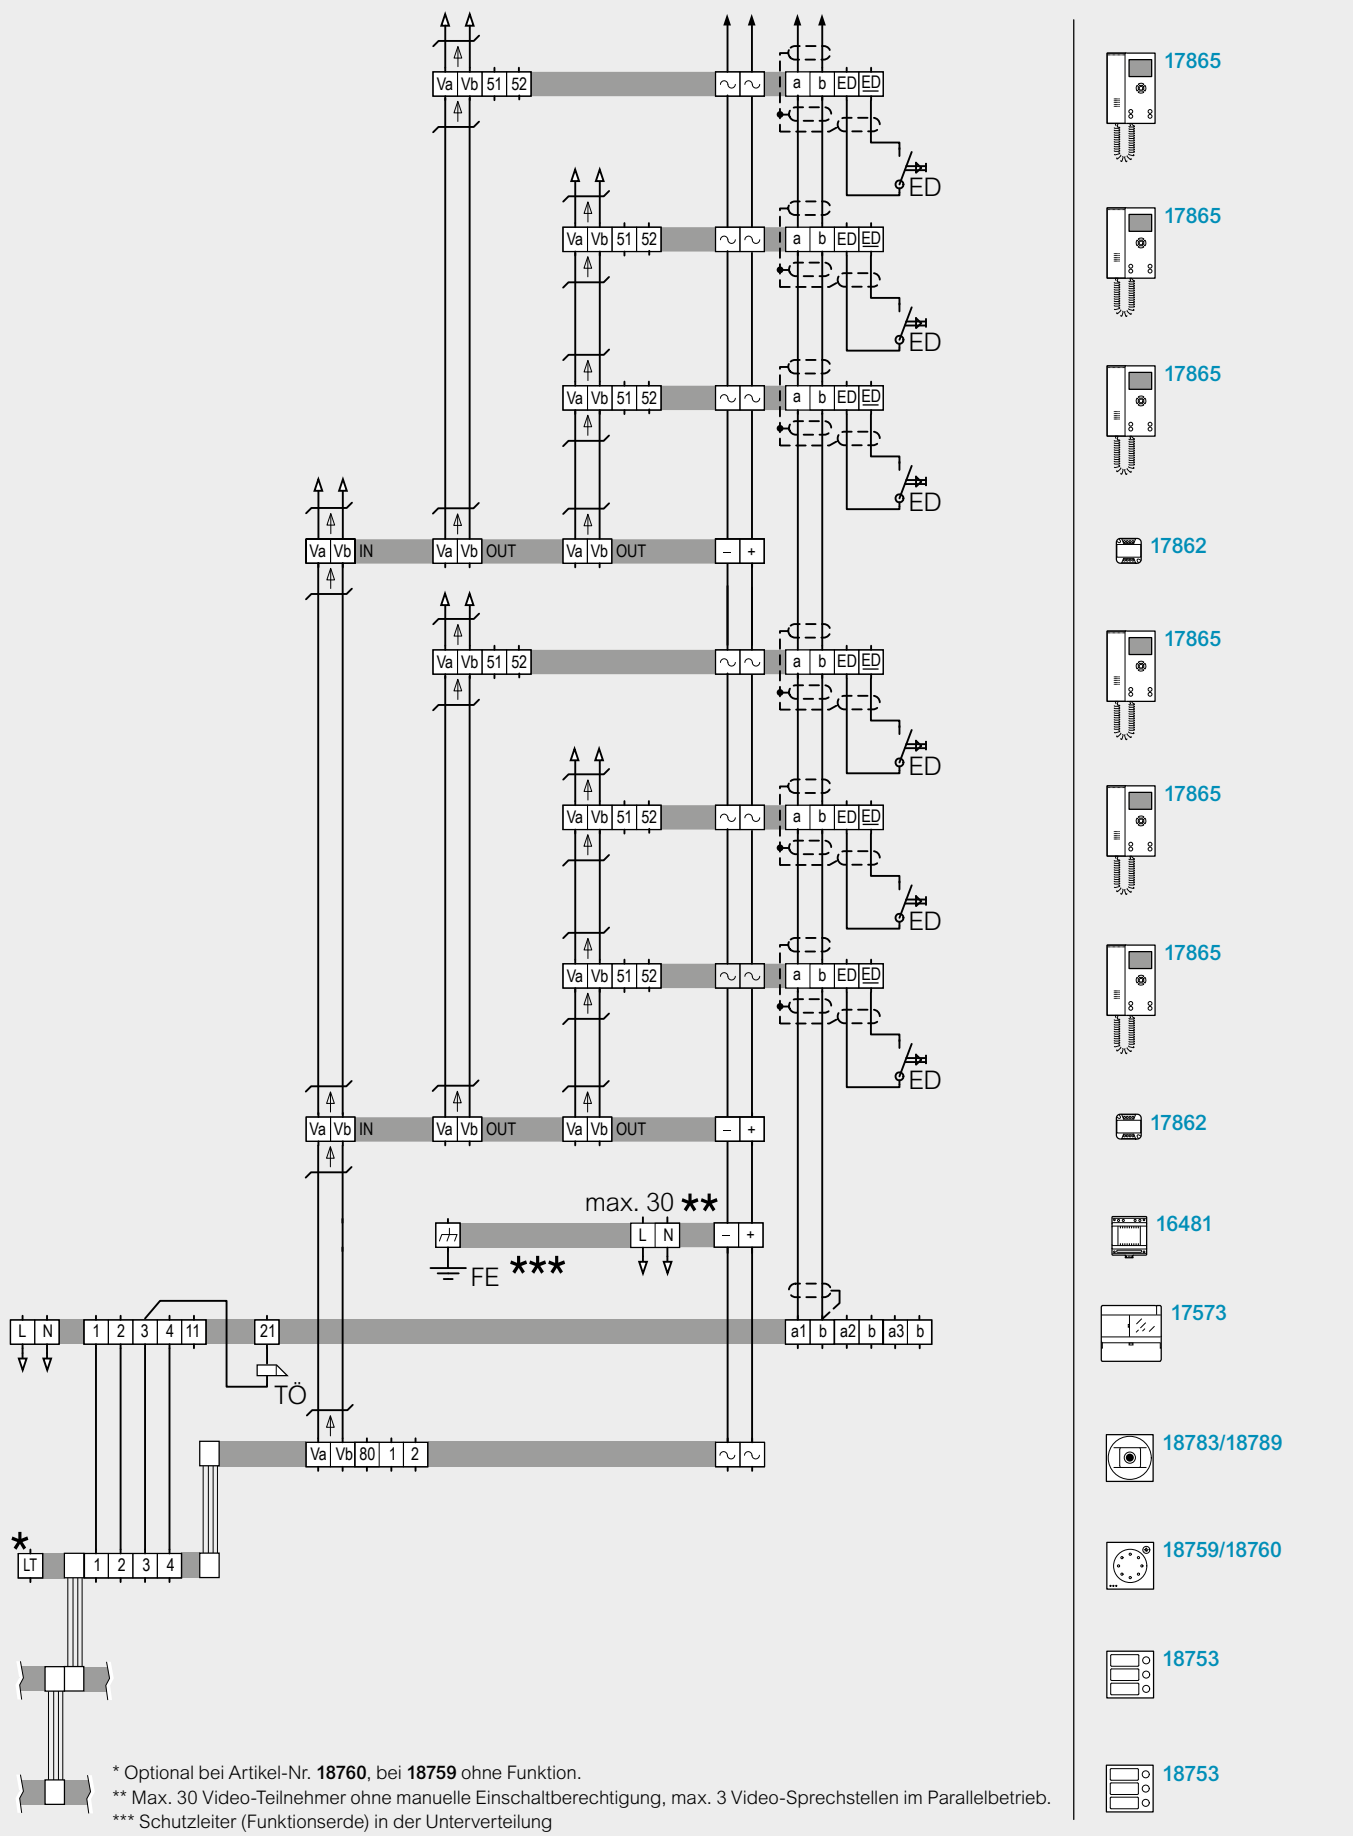 Va Vb 51 52 a b ED ED 17865
ED
Va Vb 51 52 a b ED ED 17865
ED
Va Vb 51 52 a b ED ED 17865
ED
Va Vb IN Va Vb OUT Va Vb OUT – + 17862
Va Vb 51 52 a b ED ED 17865
ED
Va Vb 51 52 a b ED ED 17865
ED
Va Vb 51 52 a b ED ED 17865
ED
Va Vb IN Va Vb OUT Va Vb OUT – + 17862
max. 30 **
L N – + 16481
FE ***
L N 1 2 3 4 11 21 a1 b a2 b a3 b 17573
TÖ
Va Vb 80 1 2 18783/18789
*
LT 1 2 3 4 18759/18760
18753
18753
* Optional bei Artikel-Nr. 18760, bei 18759 ohne Funktion.
** Max. 30 Video-Teilnehmer ohne manuelle Einschaltberechtigung, max. 3 Video-Sprechstellen im Parallelbetrieb.
*** Schutzleiter (Funktionserde) in der Unterverteilung